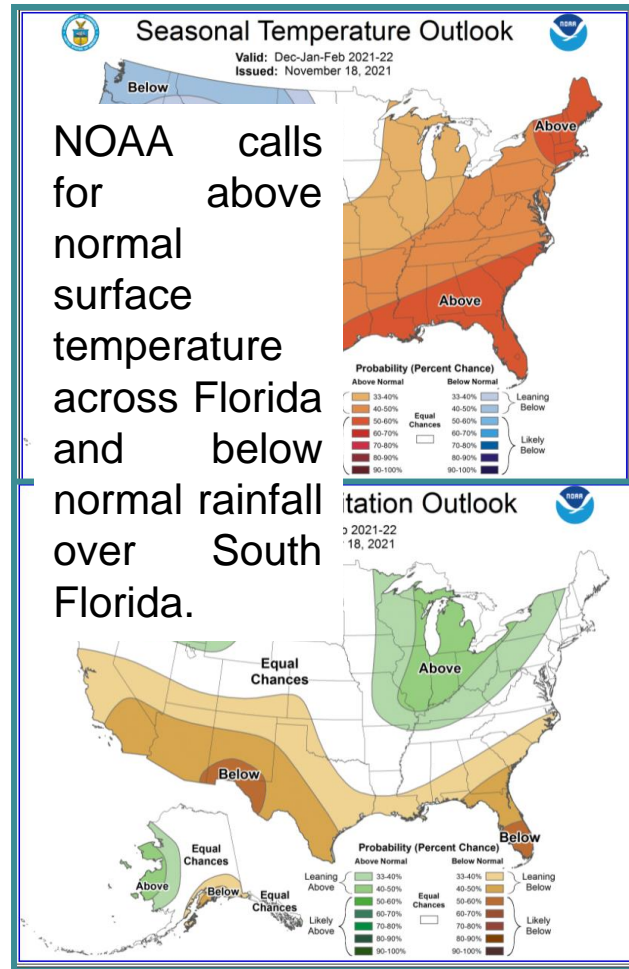 Seasonal Temperature Outlook
Valid: Dec-Jan-Feb 2021-22
Issued: November 18, 2021
NOAA
Below
Above
Above
NOAA calls
for above
normal
surface
temperature
across Florida
and below
normal rainfall
over South
Florida.
Probability (Percent Chance)
Above Normal Below Normal
33-40% 33-40% Leaning
40-50% 40-50% Below
50-60% Equal 50-60%
60-70% Chances 60-70%
70-80% 70-80% Likely
80-90% 80-90% Below
90-100% 90-100%
itation Outlook
2021-22
18, 2021
NOAA
Equal
Chances
Above
Below
Below
Equal
Chances
Above
Below
Equal
Chances
Probability (Percent Chance)
Above Normal Below Normal
Leaning 33-40% 33-40% Leaning
Above 40-50% 40-50% Below
50-60% Equal 50-60%
60-70% Chances 60-70%
Likely 70-80% 70-80% Likely
Above 80-90% 80-90% Below
90-100% 90-100%